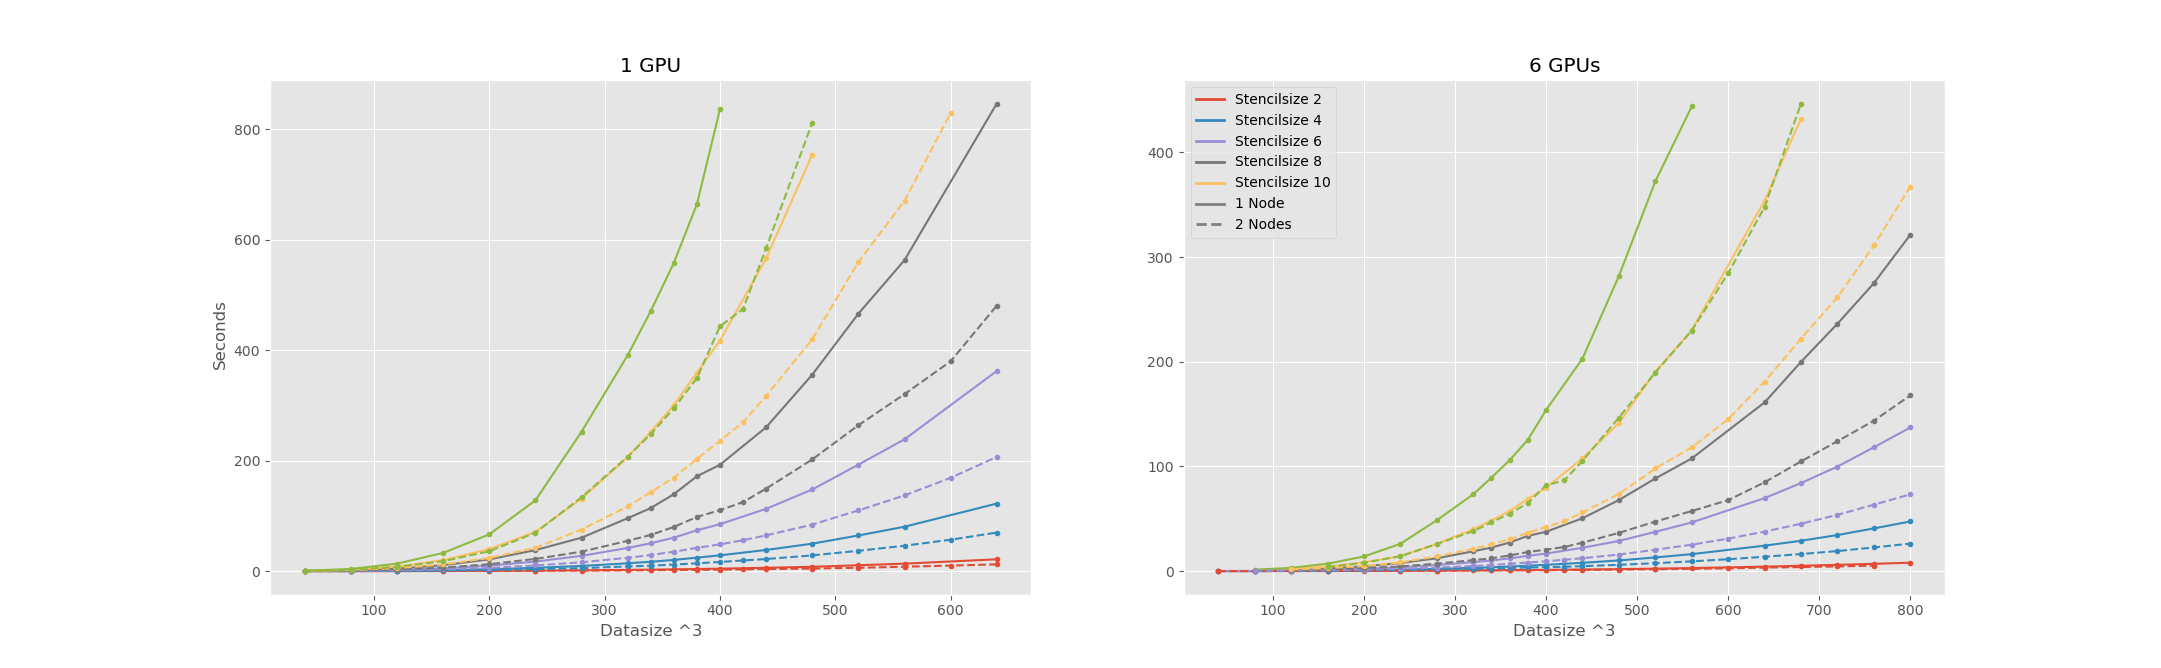 1 GPU
800
600
400
200
0
Seconds
100 200 300 400 500 600
Datasize ^3
6 GPUs
Stencilsize 2
Stencilsize 4
Stencilsize 6
Stencilsize 8
Stencilsize 10
1 Node
2 Nodes
400
300
200
100
0
100 200 300 400 500 600 700 800
Datasize ^3